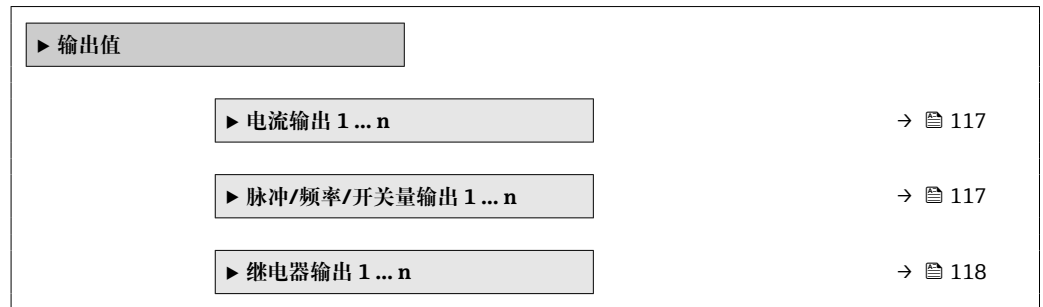 ▶ 输出值
▶ 电流输出 1 ... n → 🖹 117
▶ 脉冲/频率/开关量输出 1 ... n → 🖹 117
▶ 继电器输出 1 ... n → 🖹 118